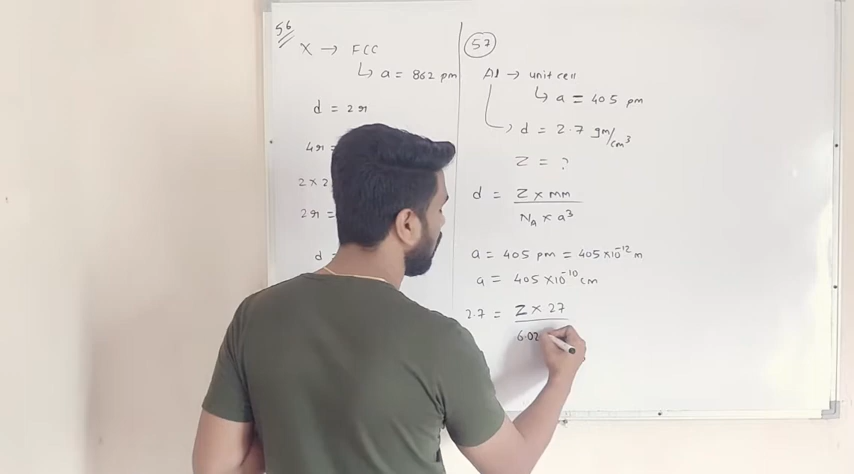 56
X → FCC
↳ a = 862 pm
d = 2r
4r =
2 × 2
2r =
d =
57
Al → unit cell
↳ a = 405 pm
d = 2.7 gm/cm³
Z = ?
d = Z × mm / N_A × a³
a = 405 pm = 405×10⁻¹² m
a = 405 ×10⁻¹⁰ cm
2.7 = Z × 27 / 6.02